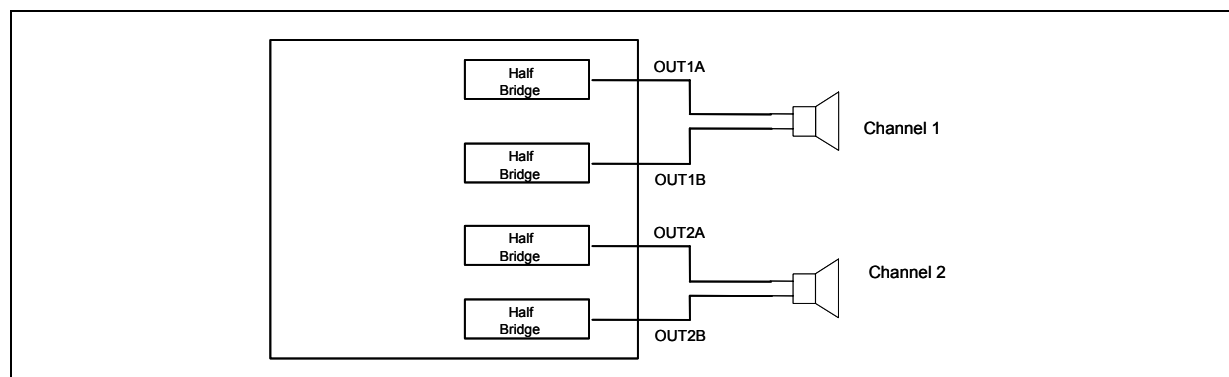 Half
Bridge
OUT1A
Channel 1
Half
Bridge
OUT1B
Half
Bridge
OUT2A
Channel 2
Half
Bridge
OUT2B